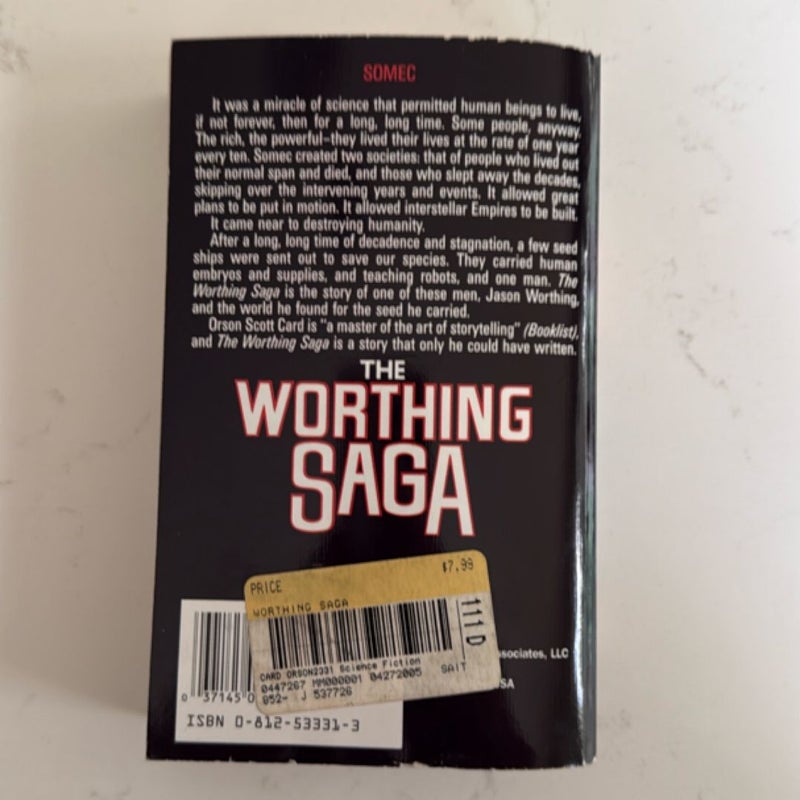 SOMEC
It was a miracle of science that permitted human beings to live,
if not forever, then for a long, long time. Some people, anyway.
The rich, the powerful–they lived their lives at the rate of one year
every ten. Somec created two societies: that of people who lived out
their normal span and died, and those who slept away the decades,
skipping over the intervening years and events. It allowed great
plans to be put in motion. It allowed interstellar Empires to be built.
It came near to destroying humanity.
After a long, long time of decadence and stagnation, a few seed
ships were sent out to save our species. They carried human
embryos and supplies, and teaching robots, and one man. The
Worthing Saga is the story of one of these men, Jason Worthing,
and the world he found for the seed he carried.
Orson Scott Card is "a master of the art of storytelling" (Booklist),
and The Worthing Saga is a story that only he could have written.
THE
WORTHING
SAGA
PRICE $7.99
WORTHING SAGA
111 D
CARD ORSON2331 Science Fiction
0447267 MM000001 04272005 SAIT
852- J 537726
ssociates, LLC
SA
0 37145 0
ISBN 0-812-53331-3